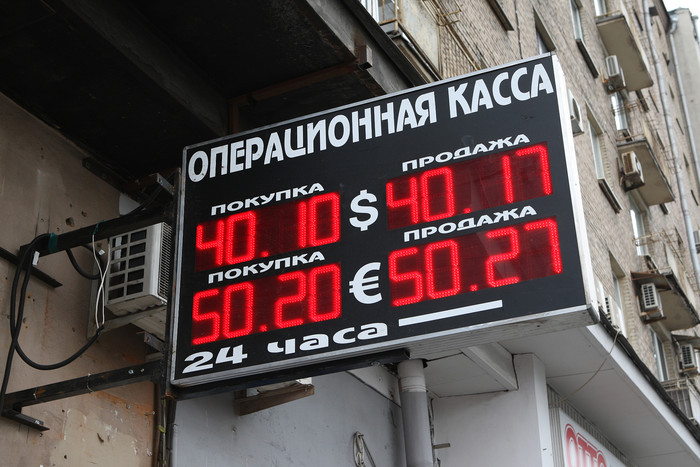 ОПЕРАЦИОННАЯ КАССА
ПОКУПКА ПРОДАЖА
40.10 $ 40.17
ПОКУПКА ПРОДАЖА
50.20 € 50.27
24 часа